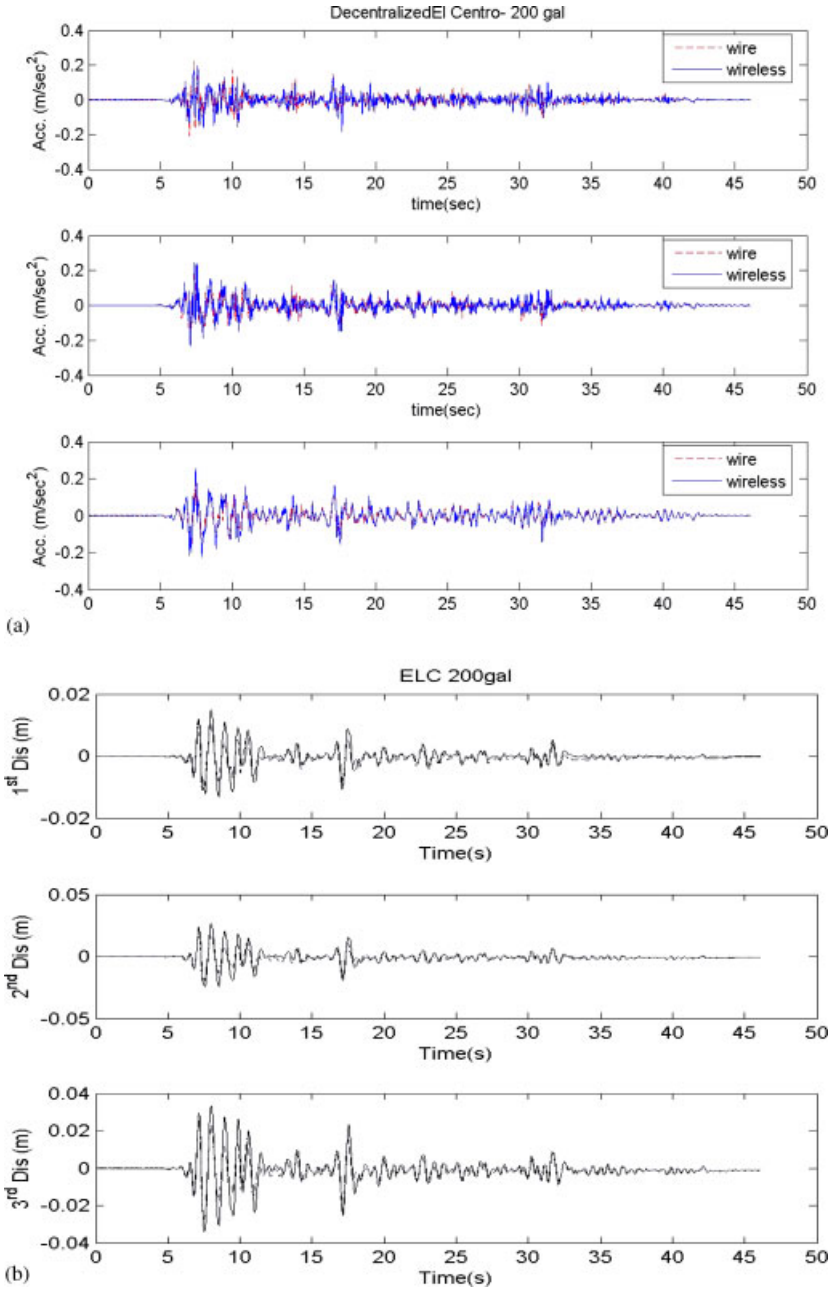 DecentralizedEl Centro- 200 gal
0.4
0.2
0
-0.2
-0.4
Acc. (m/sec²)
wire
wireless
0 5 10 15 20 25 30 35 40 45 50
time(sec)
0.4
0.2
0
-0.2
-0.4
Acc. (m/sec²)
wire
wireless
0 5 10 15 20 25 30 35 40 45 50
time(sec)
0.4
0.2
0
-0.2
-0.4
Acc. (m/sec²)
wire
wireless
0 5 10 15 20 25 30 35 40 45 50
(a)
ELC 200gal
0.02
0
-0.02
1st Dis (m)
0 5 10 15 20 25 30 35 40 45 50
Time(s)
0.05
0
-0.05
2nd Dis (m)
0 5 10 15 20 25 30 35 40 45 50
Time(s)
0.04
0.02
0
-0.02
-0.04
3rd Dis (m)
0 5 10 15 20 25 30 35 40 45 50
Time(s)
(b)